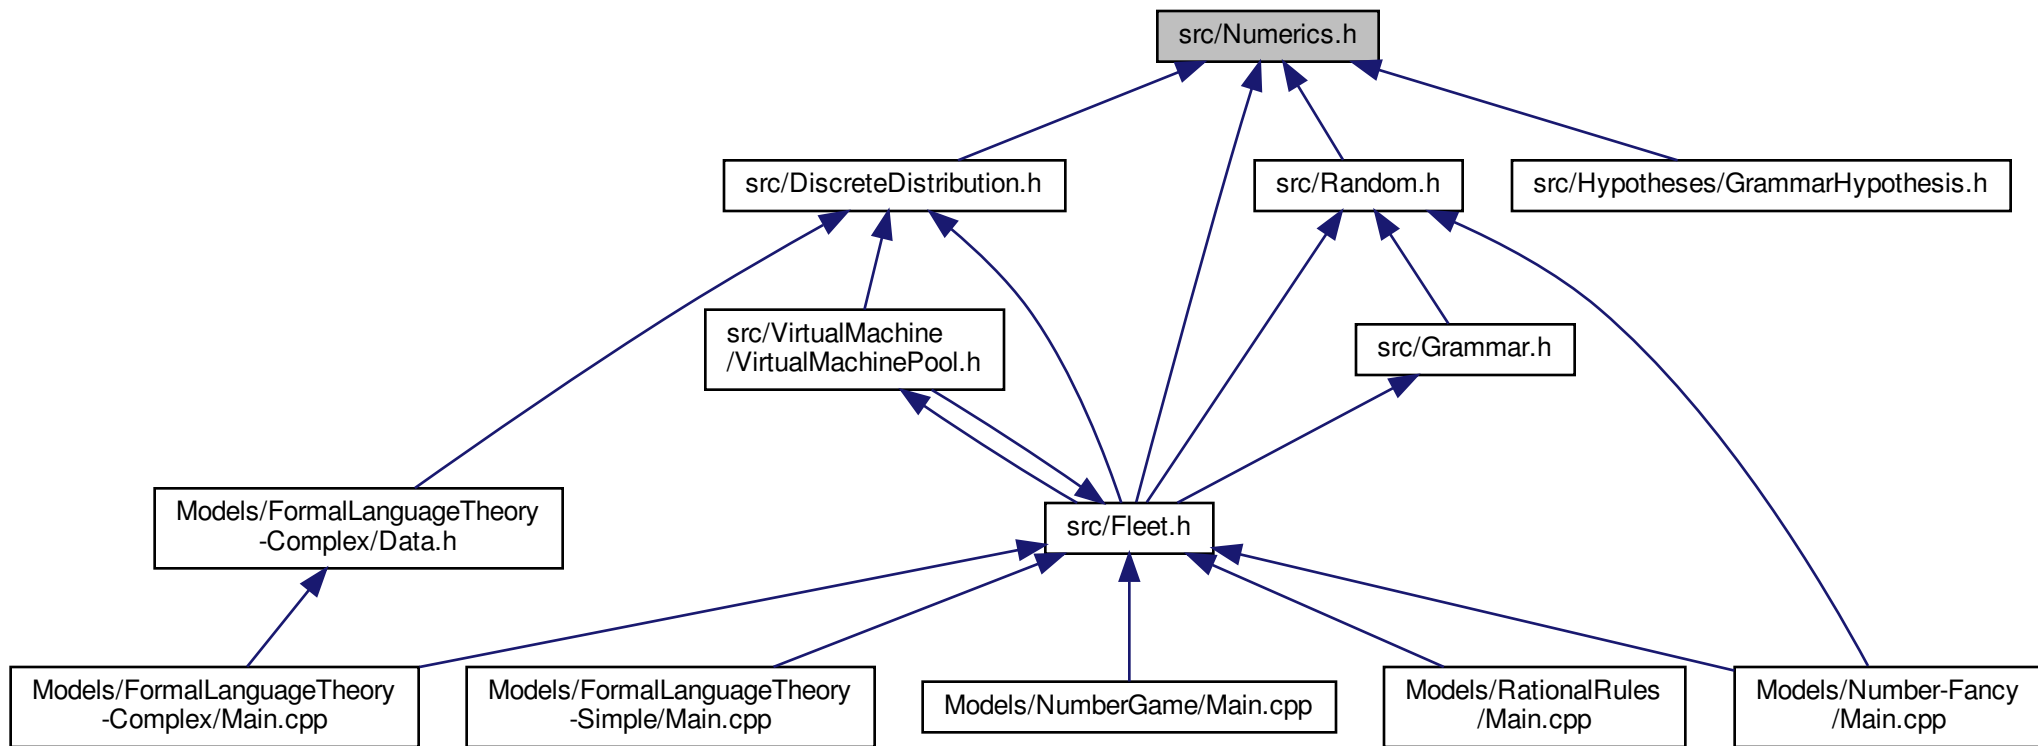 src/Numerics.h
src/DiscreteDistribution.h
src/Random.h
src/Hypotheses/GrammarHypothesis.h
src/VirtualMachine
/VirtualMachinePool.h
src/Grammar.h
Models/FormalLanguageTheory
-Complex/Data.h
src/Fleet.h
Models/FormalLanguageTheory
-Complex/Main.cpp
Models/FormalLanguageTheory
-Simple/Main.cpp
Models/NumberGame/Main.cpp
Models/RationalRules
/Main.cpp
Models/Number-Fancy
/Main.cpp